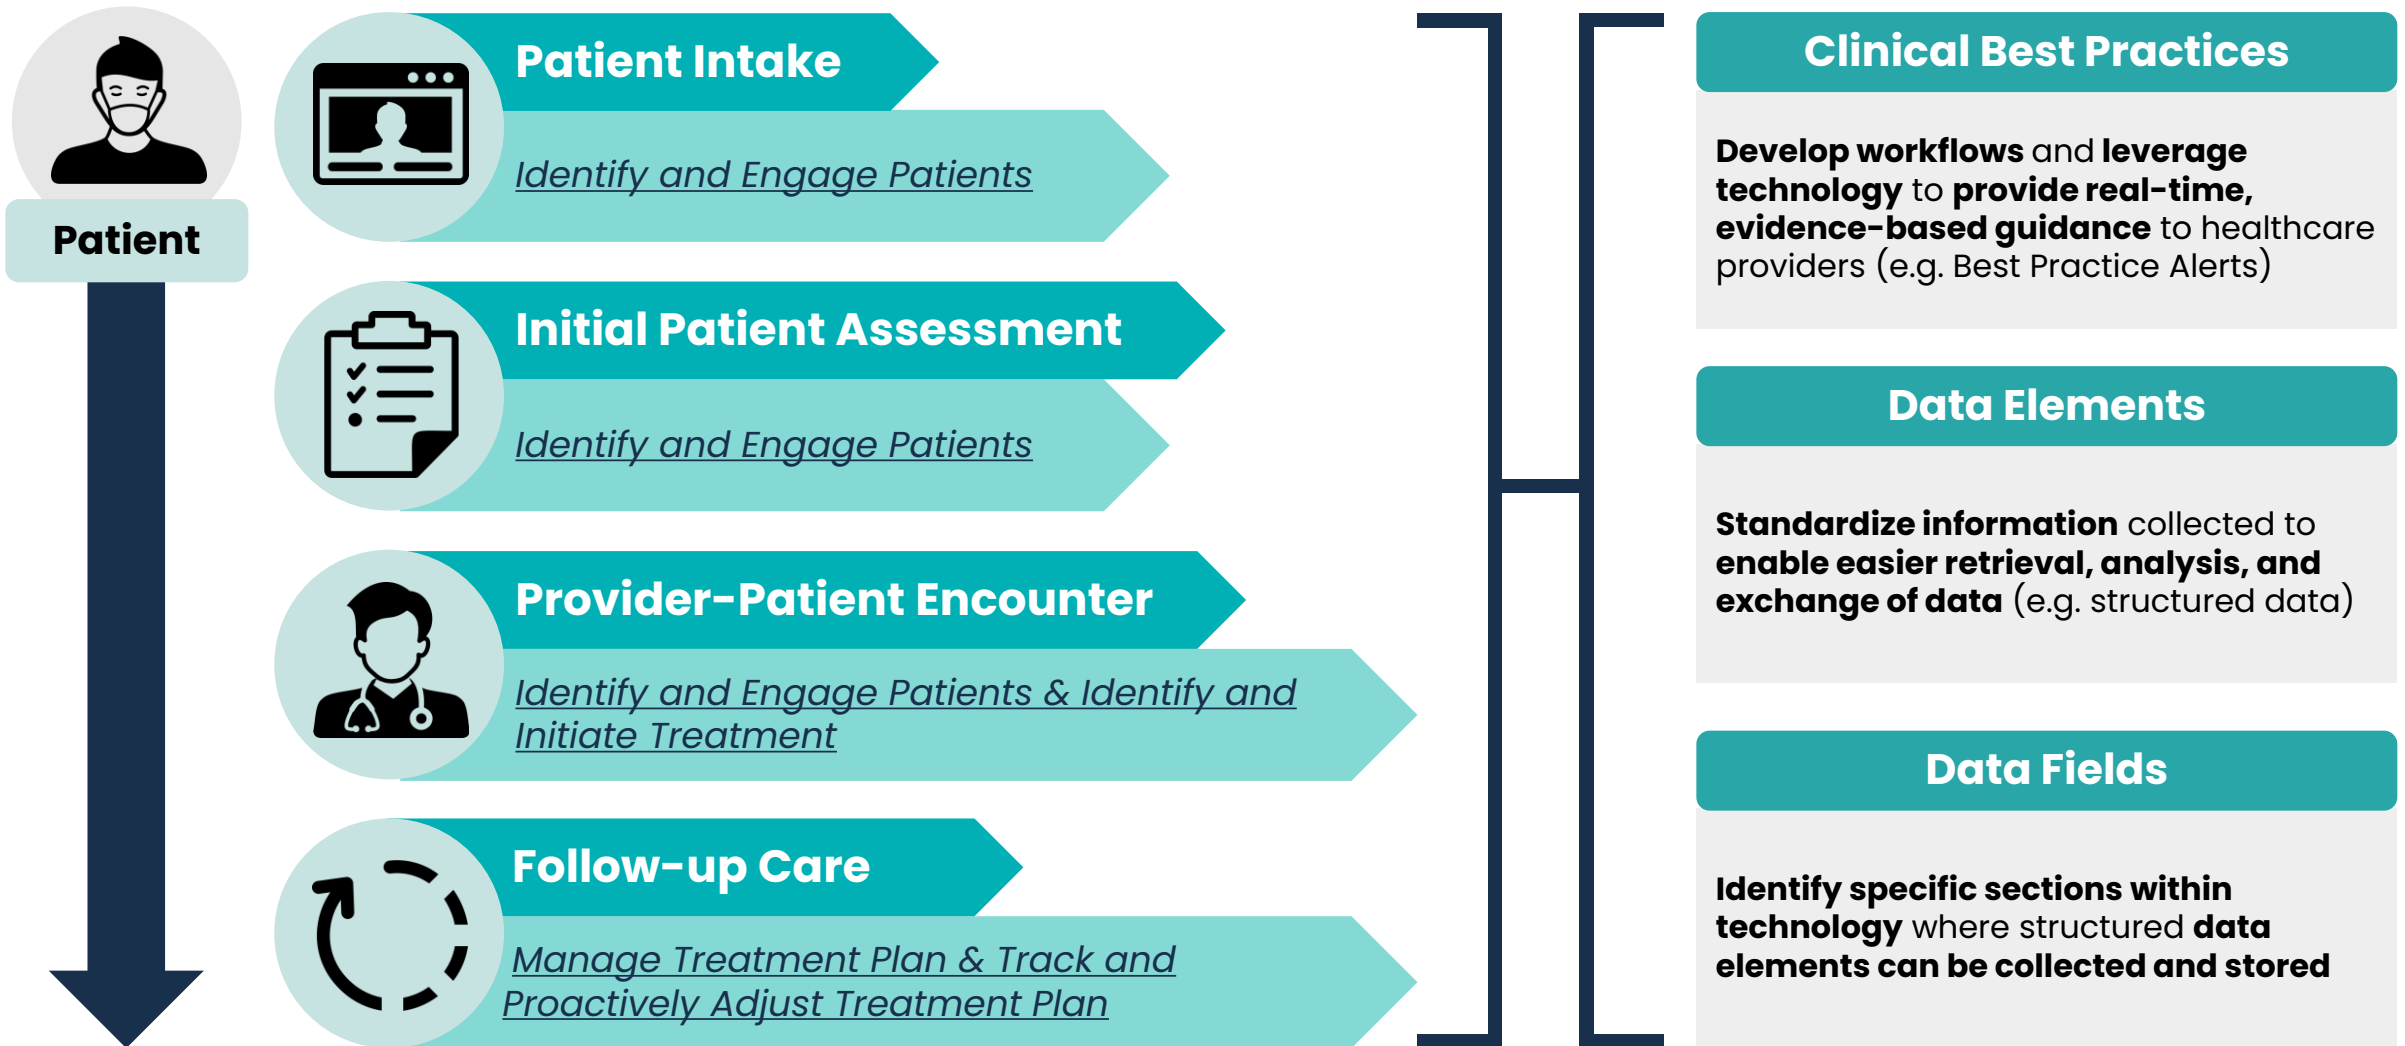 Patient
Patient Intake
Identify and Engage Patients
Initial Patient Assessment
Identify and Engage Patients
Provider-Patient Encounter
Identify and Engage Patients & Identify and
Initiate Treatment
Follow-up Care
Manage Treatment Plan & Track and
Proactively Adjust Treatment Plan
Clinical Best Practices
Develop workflows and leverage
technology to provide real-time,
evidence-based guidance to healthcare
providers (e.g. Best Practice Alerts)
Data Elements
Standardize information collected to
enable easier retrieval, analysis, and
exchange of data (e.g. structured data)
Data Fields
Identify specific sections within
technology where structured data
elements can be collected and stored